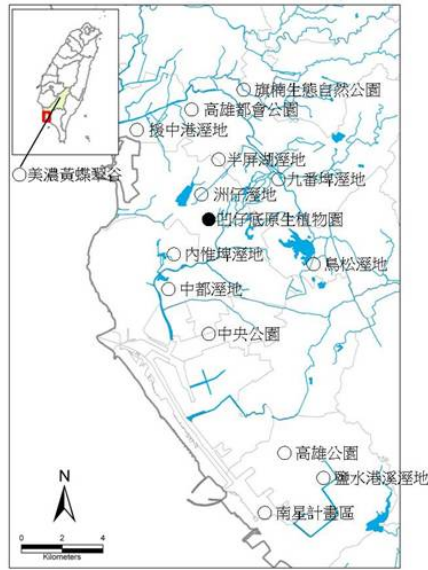 旗楠生態自然公園
高雄都會公園
援中港溼地
半屏湖溼地
美濃黃蝶翠谷
九番埤溼地
洲仔溼地
凹仔底原生植物園
內惟埤溼地
鳥松溼地
中都溼地
中央公園
高雄公園
鹽水港溪溼地
南星計畫區
N
0 2 4
Kilometers